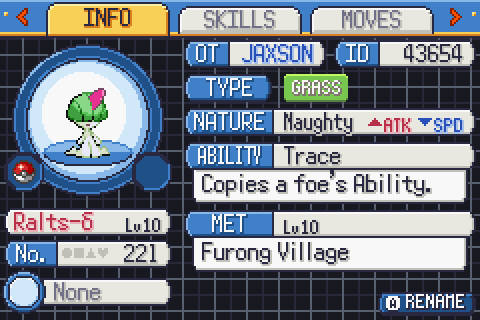 INFO SKILLS MOVES
OT JAXSON ID 43654
TYPE GRASS
NATURE Naughty ▲ATK ▼SPD
ABILITY Trace
Copies a foe's Ability.
Ralts-δ Lv10
No. ●■▲♥ 221
None
MET Lv10
Furong Village
RENAME